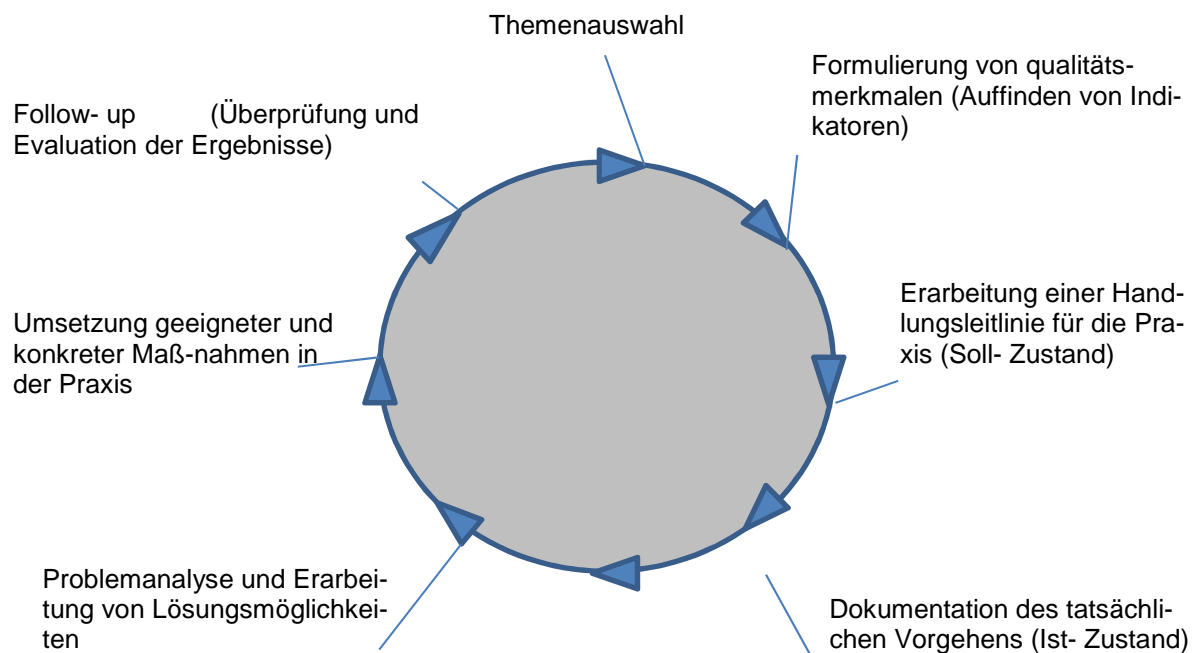 Themenauswahl
Formulierung von qualitäts-
merkmalen (Auffinden von Indi-
katoren)
Erarbeitung einer Hand-
lungsleitlinie für die Pra-
xis (Soll- Zustand)
Dokumentation des tatsächli-
chen Vorgehens (Ist- Zustand)
Problemanalyse und Erarbei-
tung von Lösungsmöglichkei-
ten
Umsetzung geeigneter und
konkreter Maß-nahmen in
der Praxis
Follow- up (Überprüfung und
Evaluation der Ergebnisse)